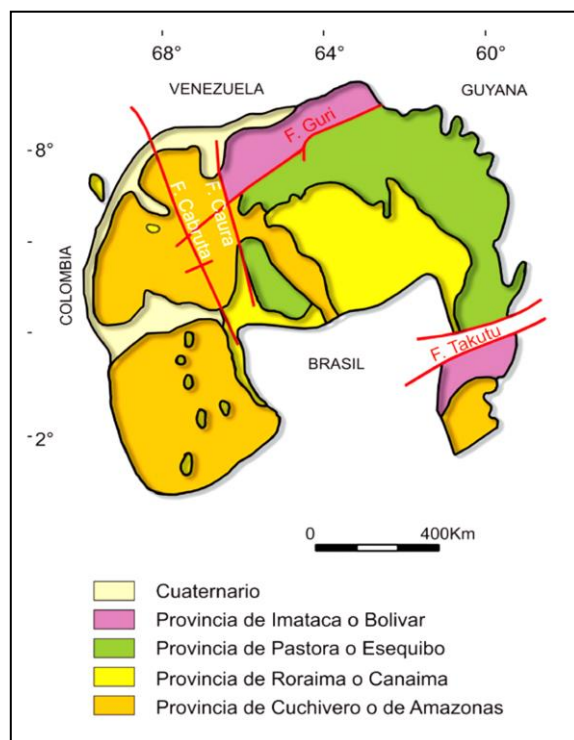 68° 64° 60°
VENEZUELA GUYANA
8°
F. Guri
F. Caura
F. Cabruta
COLOMBIA
F. Takutu
BRASIL
2°
0 400Km
Cuaternario
Provincia de Imataca o Bolivar
Provincia de Pastora o Esequibo
Provincia de Roraima o Canaima
Provincia de Cuchivero o de Amazonas